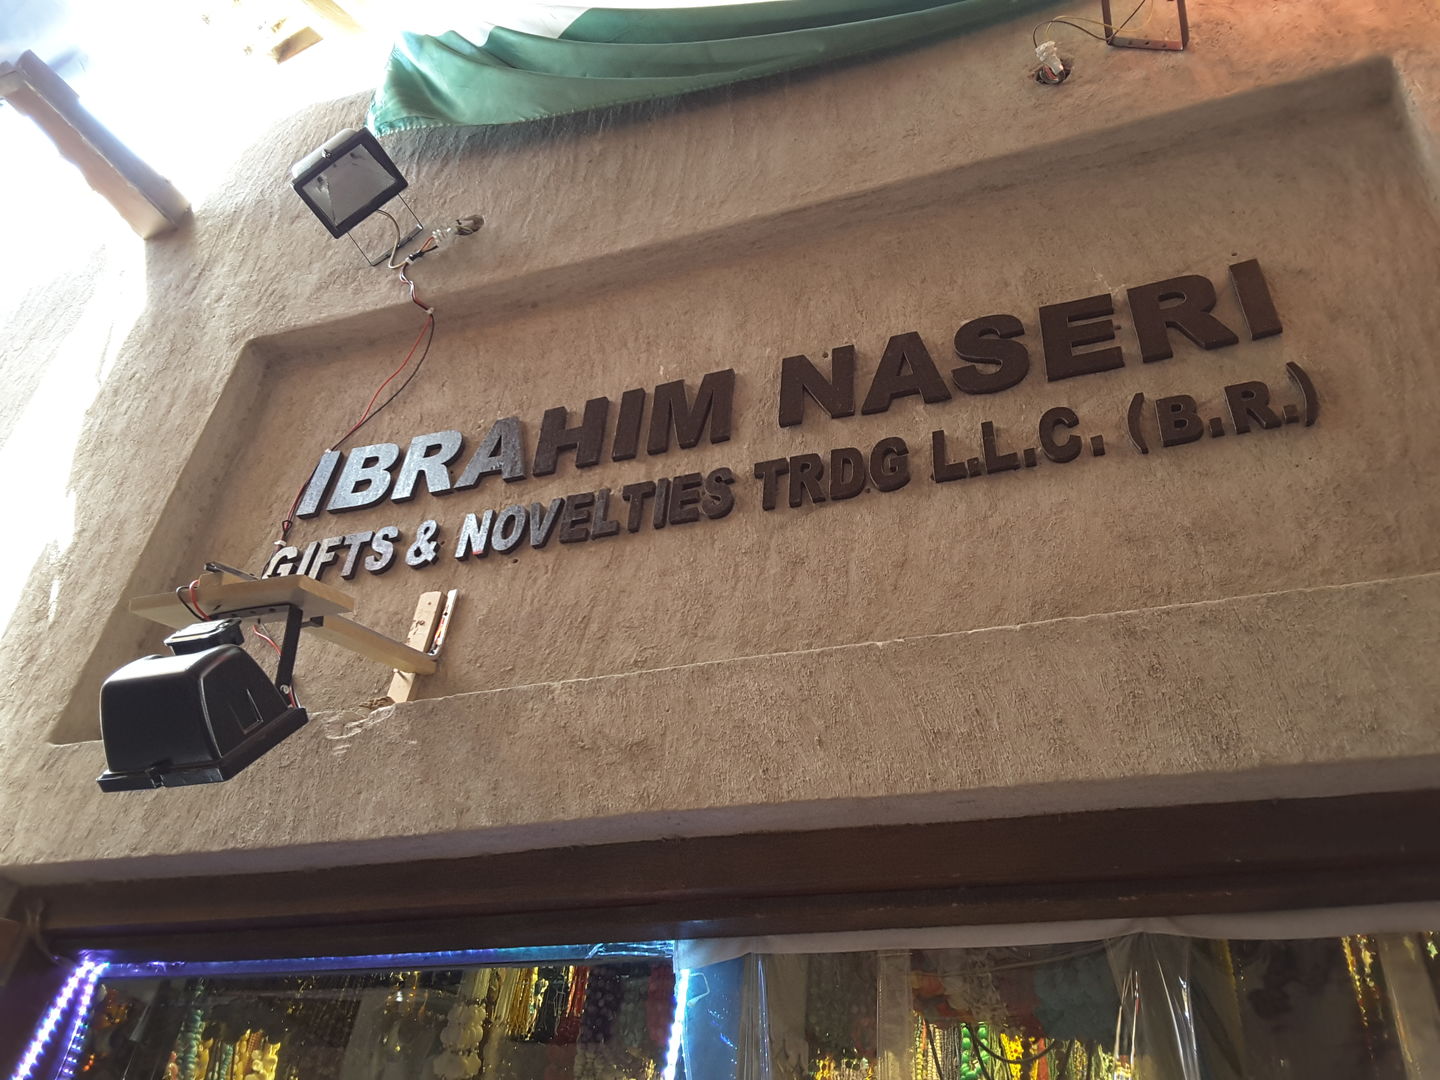 IBRAHIM NASERI
GIFTS & NOVELTIES TRDG L.L.C. (B.R.)